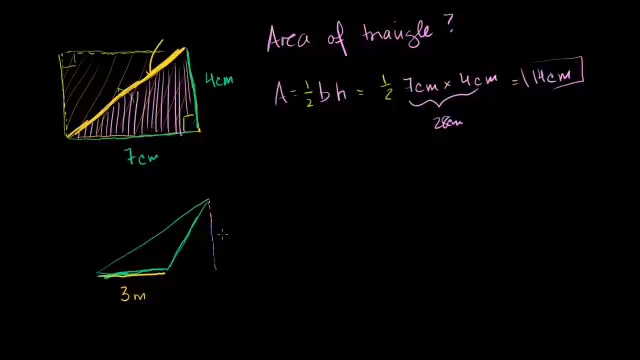 Area of triangle?
4cm
A = 1/2 bh = 1/2 7cm × 4cm = 14cm
28cm
7cm
3m